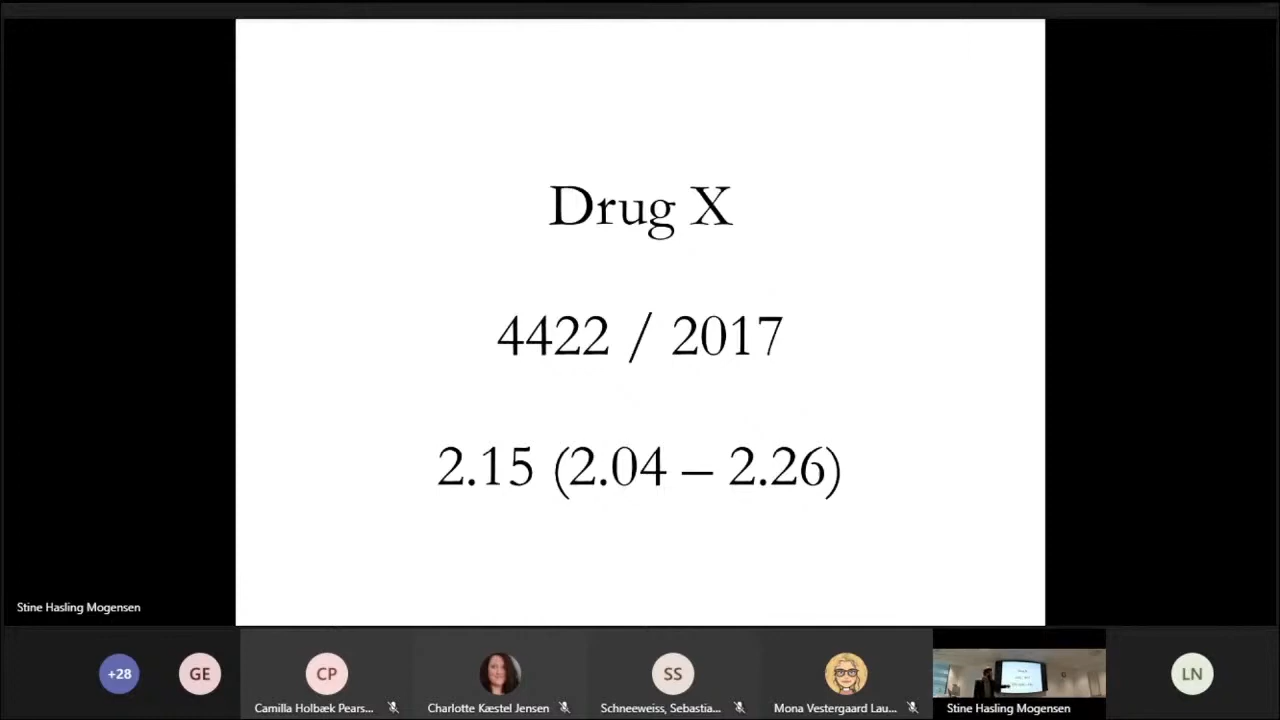 Drug X
4422 / 2017
2.15 (2.04 – 2.26)
Stine Hasling Mogensen
+28
GE
CP
SS
LN
Camilla Holbæk Pears...
Charlotte Kæstel Jensen
Schneeweiss, Sebastia...
Mona Vestergaard Lau...
Stine Hasling Mogensen